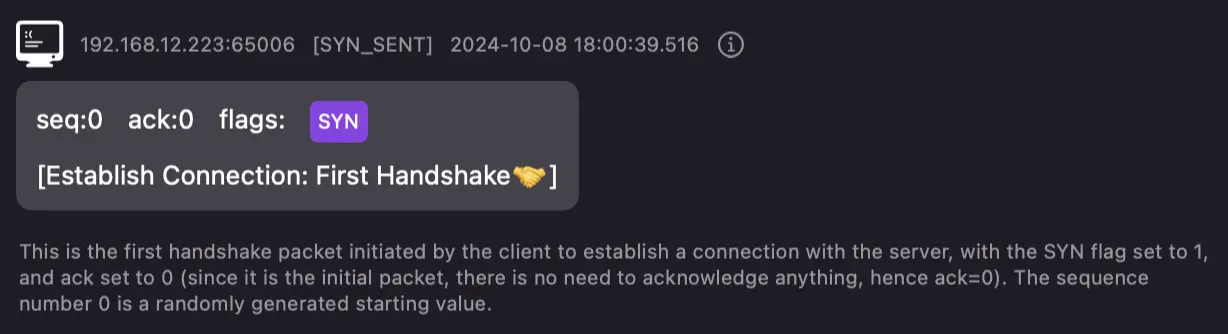 192.168.12.223:65006 [SYN_SENT] 2024-10-08 18:00:39.516
seq:0 ack:0 flags: SYN
[Establish Connection: First Handshake🤝]
This is the first handshake packet initiated by the client to establish a connection with the server, with the SYN flag set to 1,
and ack set to 0 (since it is the initial packet, there is no need to acknowledge anything, hence ack=0). The sequence
number 0 is a randomly generated starting value.